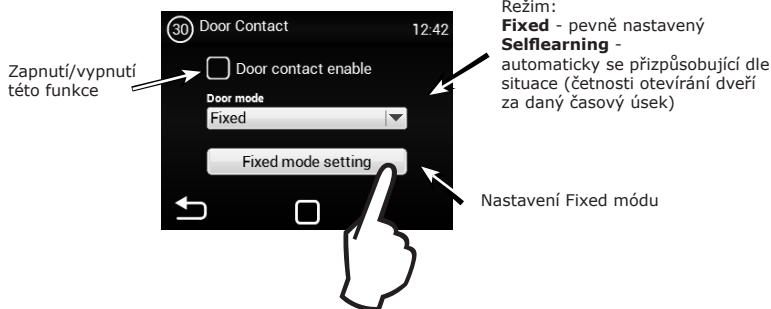 Režim:
Fixed - pevně nastavený
Selflearning -
automaticky se přizpůsobující dle
situace (četnosti otevírání dveří
za daný časový úsek)
30 Door Contact 12:42
Zapnutí/vypnutí
této funkce
Door contact enable
Door mode
Fixed
Fixed mode setting
Nastavení Fixed módu